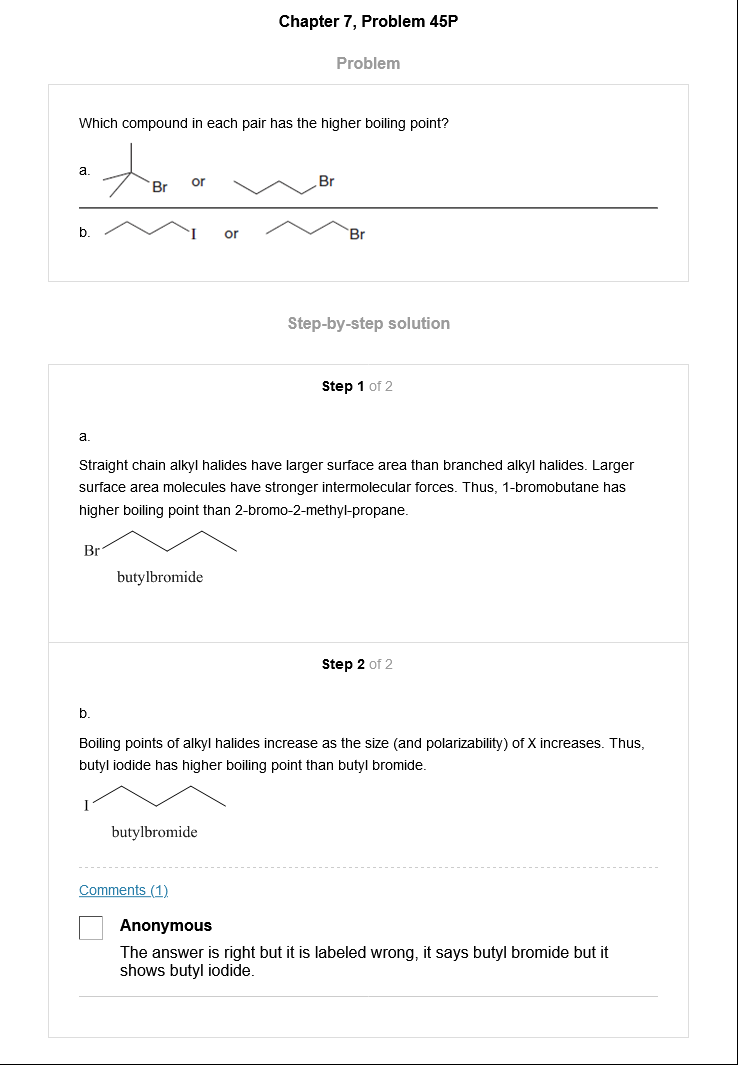 Chapter 7, Problem 45P
Problem
Which compound in each pair has the higher boiling point?
a.
Br or Br
b.
I or Br
Step-by-step solution
Step 1 of 2
a.
Straight chain alkyl halides have larger surface area than branched alkyl halides. Larger
surface area molecules have stronger intermolecular forces. Thus, 1-bromobutane has
higher boiling point than 2-bromo-2-methyl-propane.
Br
butylbromide
Step 2 of 2
b.
Boiling points of alkyl halides increase as the size (and polarizability) of X increases. Thus,
butyl iodide has higher boiling point than butyl bromide.
I
butylbromide
Comments (1)
Anonymous
The answer is right but it is labeled wrong, it says butyl bromide but it
shows butyl iodide.